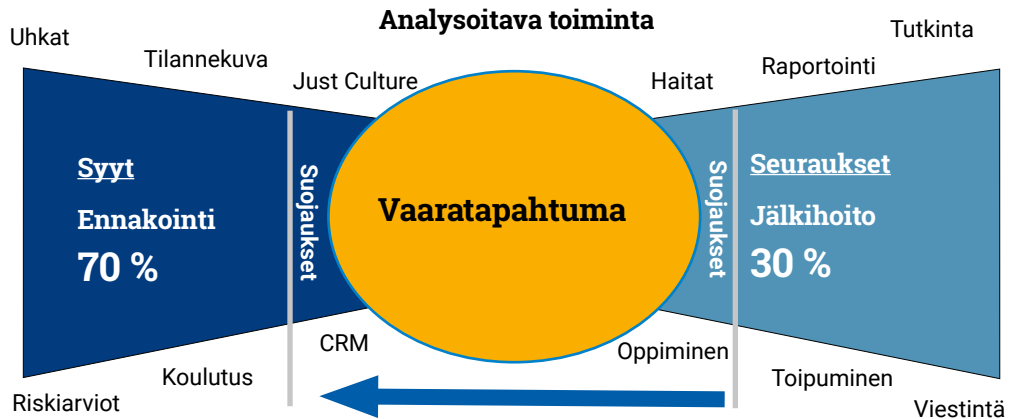 Analysoitava toiminta
Uhkat
Tilannekuva
Just Culture
Haitat
Raportointi
Tutkinta
Syyt
Ennakointi
70 %
Suojaukset
Vaaratapahtuma
Suojaukset
Seuraukset
Jälkihoito
30 %
Riskiarviot
Koulutus
CRM
Oppiminen
Toipuminen
Viestintä